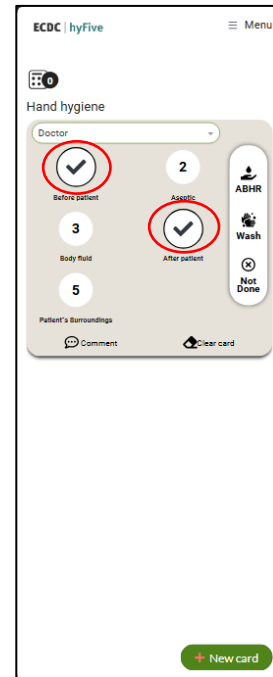 ECDC | hyFive
Menu
0
Hand hygiene
Doctor
Before patient
2
Aseptic
3
Body fluid
After patient
5
Patient's Surroundings
ABHR
Wash
Not
Done
Comment
Clear card
+ New card